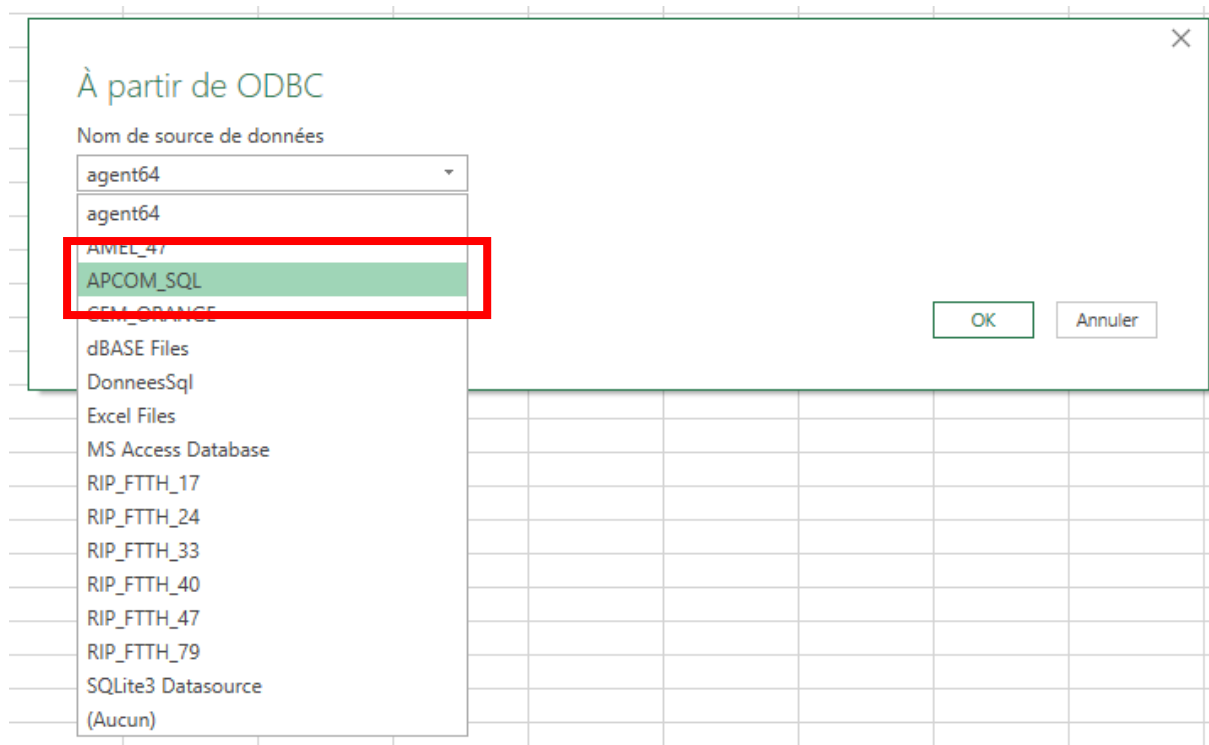 À partir de ODBC
Nom de source de données
agent64
agent64
AMEL_47
APCOM_SQL
CEM_ORANGE
dBASE Files
DonneesSql
Excel Files
MS Access Database
RIP_FTTH_17
RIP_FTTH_24
RIP_FTTH_33
RIP_FTTH_40
RIP_FTTH_47
RIP_FTTH_79
SQLite3 Datasource
(Aucun)
OK
Annuler